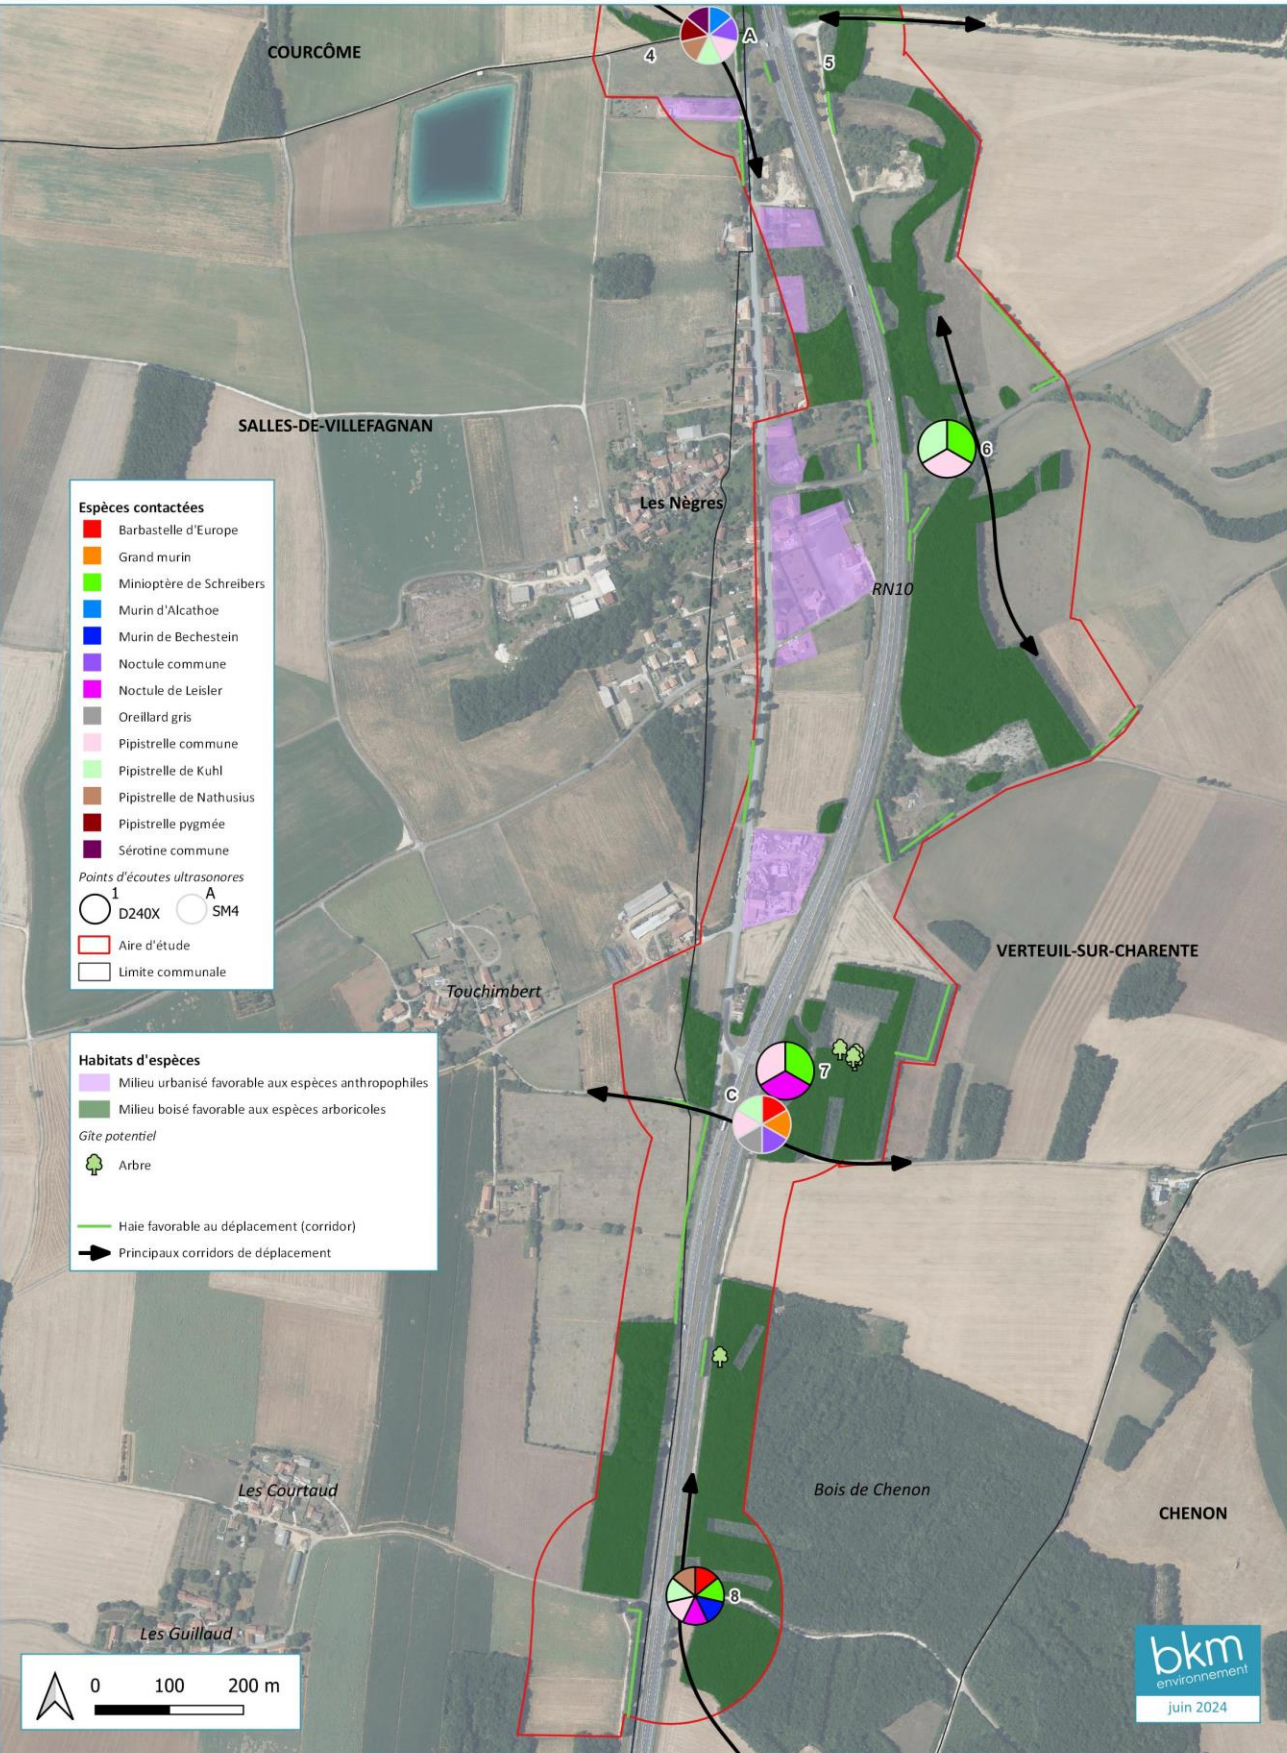 COURCÔME
4
A
5
SALLES-DE-VILLEFAGNAN
6
Les Nègres
RN10
Espèces contactées
Barbastelle d'Europe
Grand murin
Minioptère de Schreibers
Murin d'Alcathoe
Murin de Bechestein
Noctule commune
Noctule de Leisler
Oreillard gris
Pipistrelle commune
Pipistrelle de Kuhl
Pipistrelle de Nathusius
Pipistrelle pygmée
Sérotine commune
Points d'écoutes ultrasonores
1 D240X
A SM4
Aire d'étude
Limite communale
VERTEUIL-SUR-CHARENTE
Touchimbert
7
C
Habitats d'espèces
Milieu urbanisé favorable aux espèces anthropophiles
Milieu boisé favorable aux espèces arboricoles
Gîte potentiel
Arbre
Haie favorable au déplacement (corridor)
Principaux corridors de déplacement
Les Courtaud
Bois de Chenon
CHENON
8
Les Guillaud
0 100 200 m
bkm
environnement
juin 2024